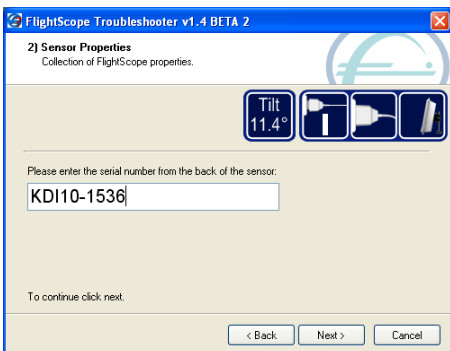 FlightScope Troubleshooter v1.4 BETA 2
2) Sensor Properties
Collection of FlightScope properties.
Tilt
11.4°
Please enter the serial number from the back of the sensor:
KDI10-1536
To continue click next.
< Back Next > Cancel